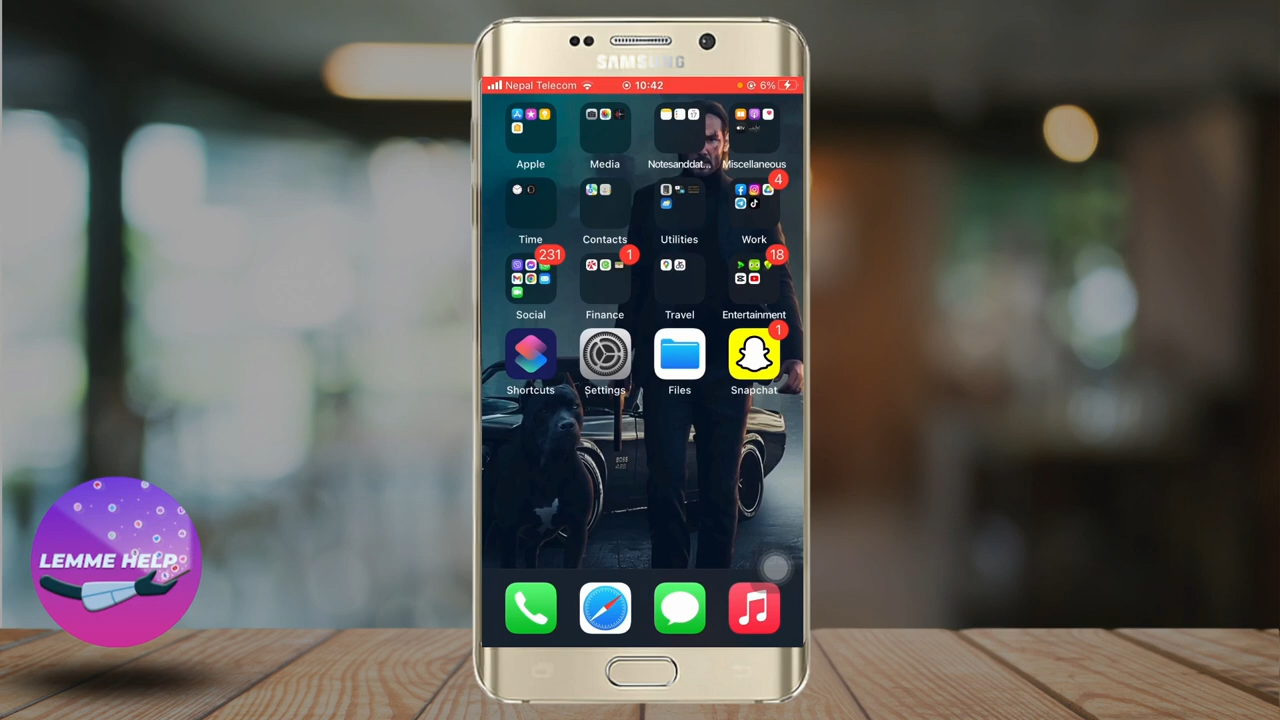 SAMSUNG
Nepal Telecom 10:42 6%
Apple Media Notesanddat... Miscellaneous
4
Time Contacts Utilities Work
231 1 18
Social Finance Travel Entertainment
1
Shortcuts Settings Files Snapchat
LEMME HELP